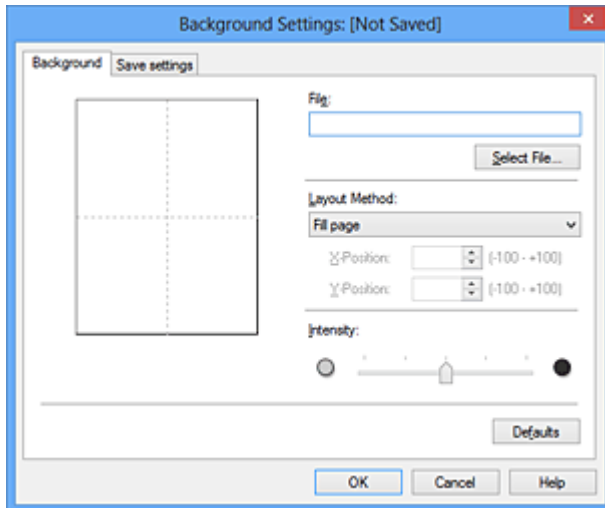 Background Settings: [Not Saved]
Background
Save settings
File:
Select File...
Layout Method:
Fill page
X-Position: (-100 - +100)
Y-Position: (-100 - +100)
Intensity:
Defaults
OK
Cancel
Help